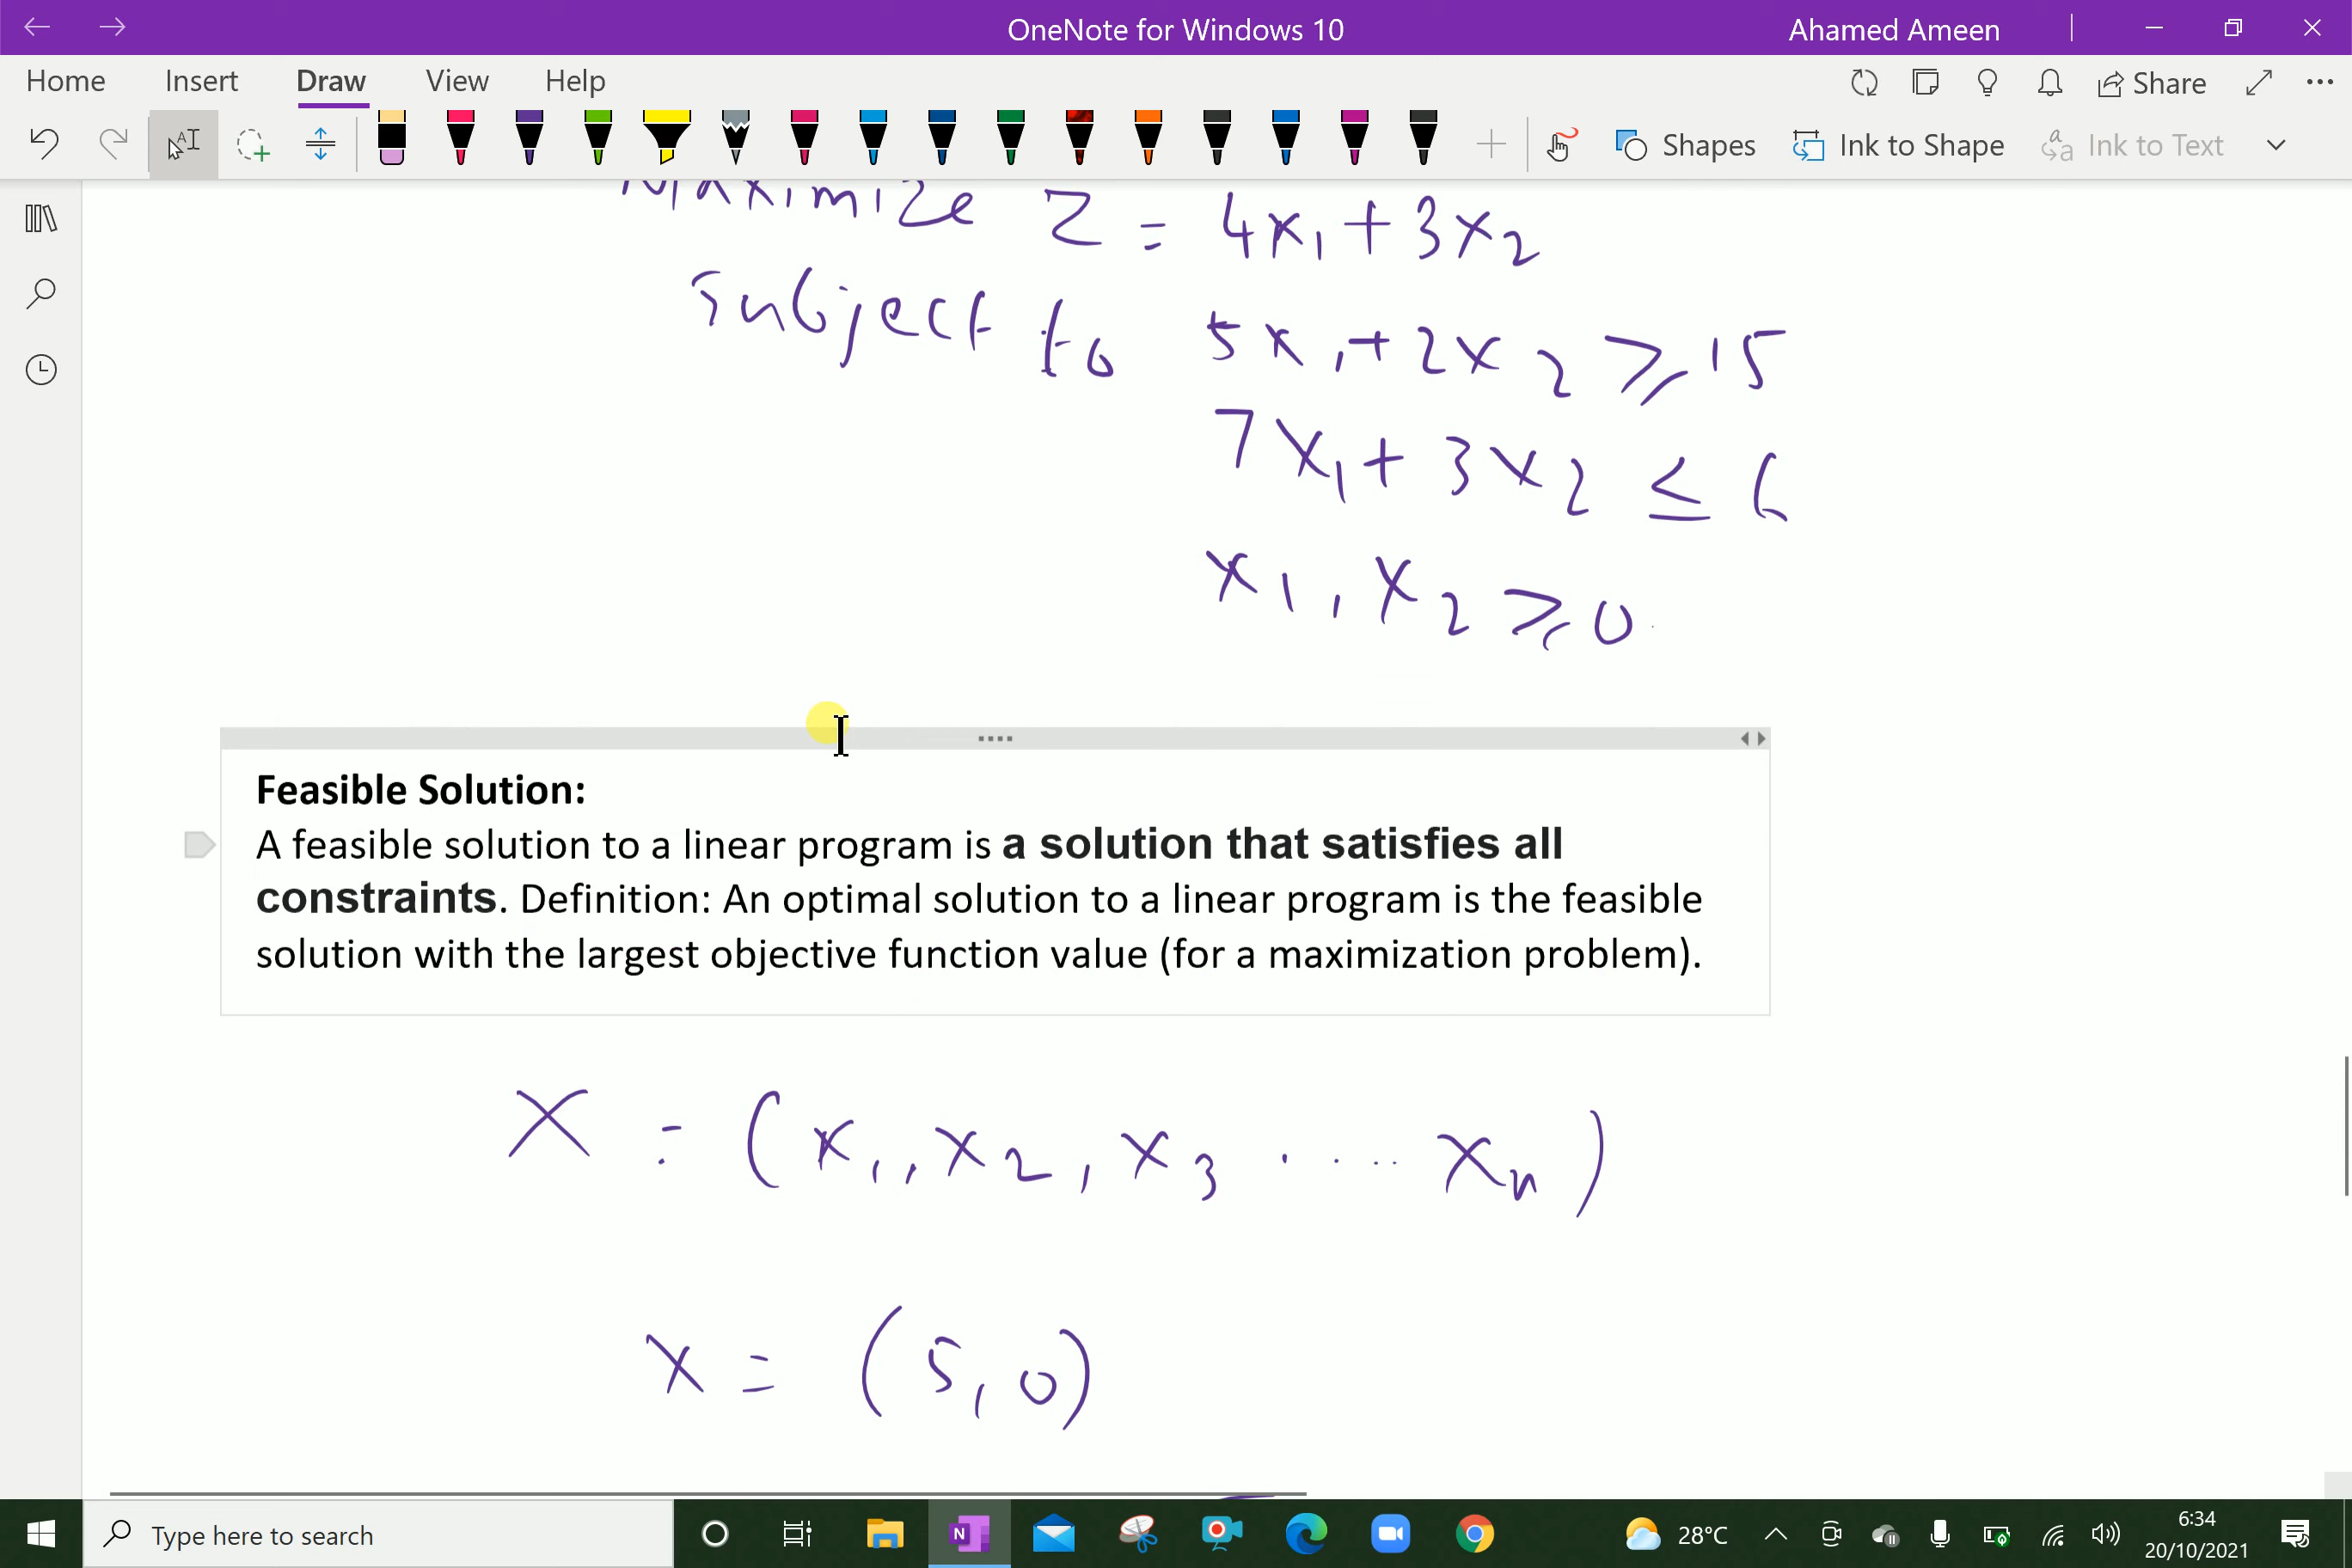 OneNote for Windows 10
Ahamed Ameen
Home Insert Draw View Help
Share
Shapes Ink to Shape Ink to Text
Maximize Z = 4x₁ + 3x₂
subject to 5x₁ + 2x₂ ⩾ 15
7x₁ + 3x₂ ≤ 6
x₁, x₂ ⩾ 0
Feasible Solution:
A feasible solution to a linear program is a solution that satisfies all
constraints. Definition: An optimal solution to a linear program is the feasible
solution with the largest objective function value (for a maximization problem).
X = (x₁, x₂, x₃ ..... xₙ)
X = (5, 0)
Type here to search
28°C
6:34
20/10/2021